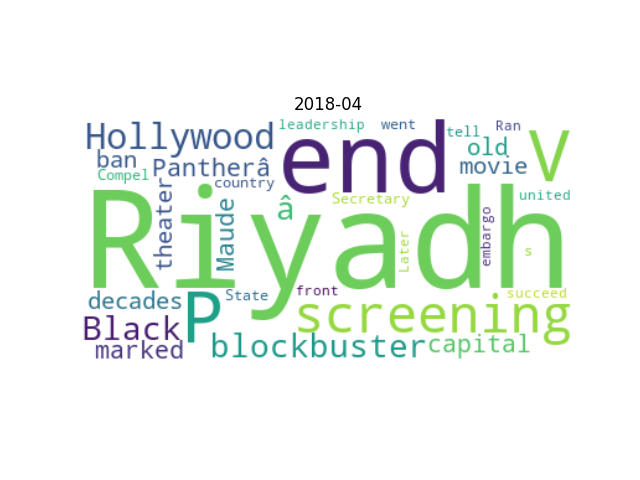 2018-04
leadership went Ran
Hollywood end tell V
old
ban Pantherâ movie
Compel country
theater Maude â Secretary united
Riyadh
Later embargo s
decades P State front succeed
Black screening
marked blockbuster capital